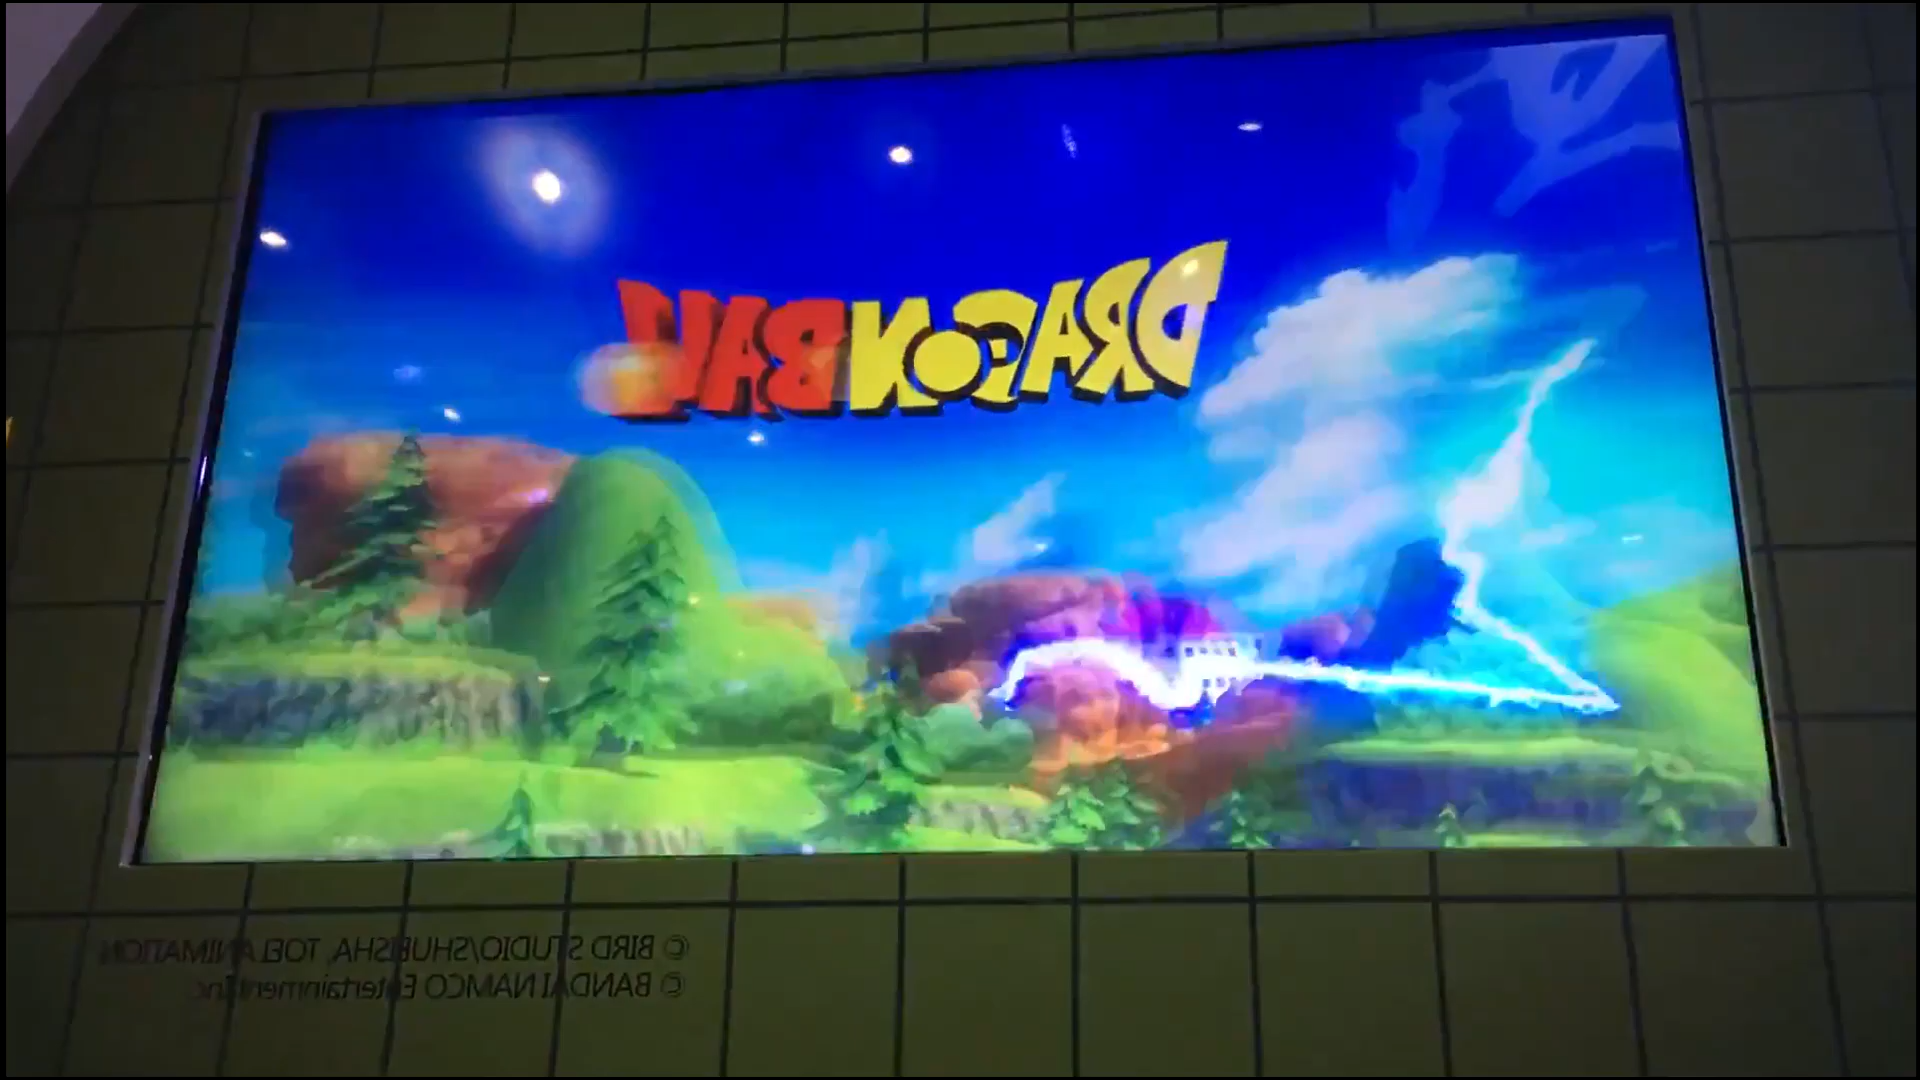 DRAGON BALL
© BIRD STUDIO/SHUEISHA, TOEI ANIMATION
© BANDAI NAMCO Entertainment Inc.